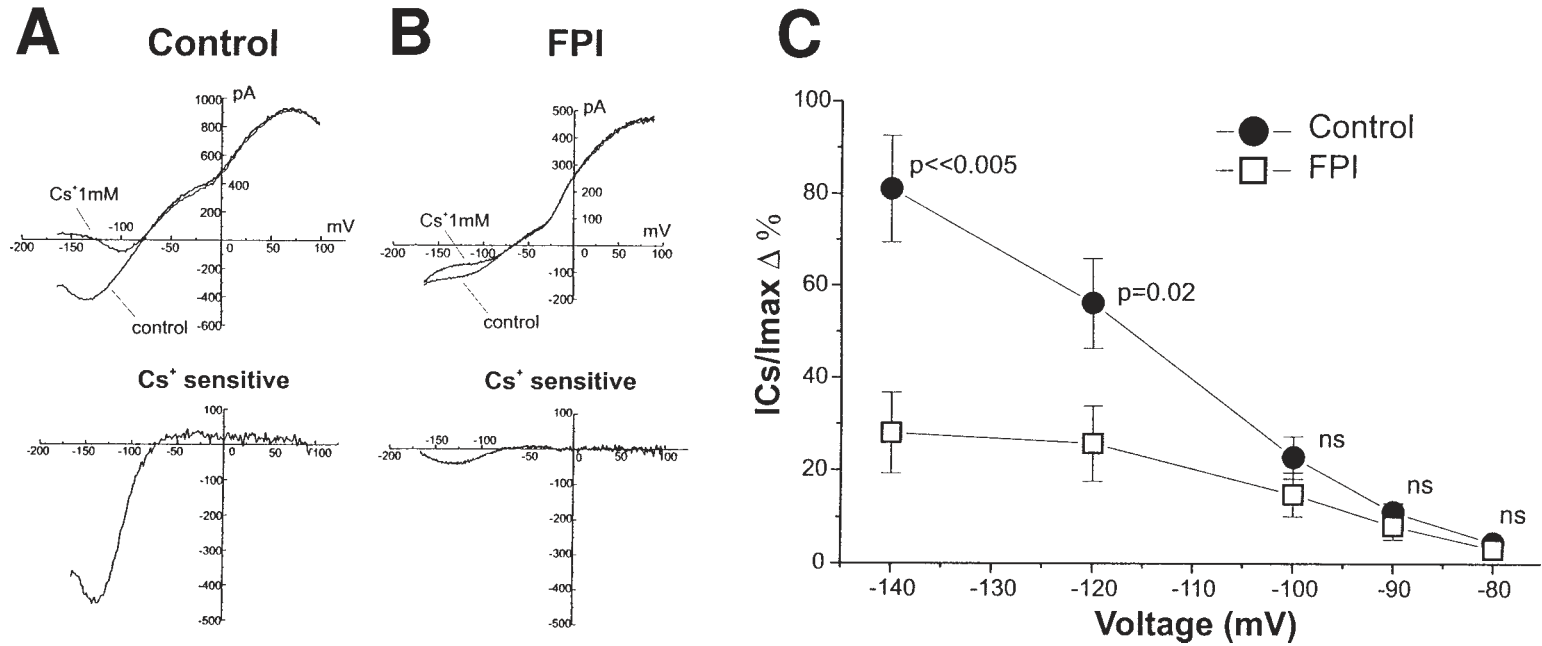 A
Control
1000
pA
800
600
400
200
Cs+1mM
-100
mV
-200
-150
-50
0
50
100
-200
-400
-600
control
Cs+ sensitive
100
-200
-150
-100
-50
0
50
100
-100
-200
-300
-400
-500
B
FPI
500
pA
400
300
200
100
Cs+1mM
mV
-200
-150
-100
-50
0
50
100
-100
-200
control
Cs+ sensitive
100
-200
-150
-100
-50
0
50
100
-100
-200
-300
-400
-500
C
100
80
60
40
20
0
ICs/Imax Δ %
Control
FPI
p<<0.005
p=0.02
ns
ns
ns
-140
-130
-120
-110
-100
-90
-80
Voltage (mV)